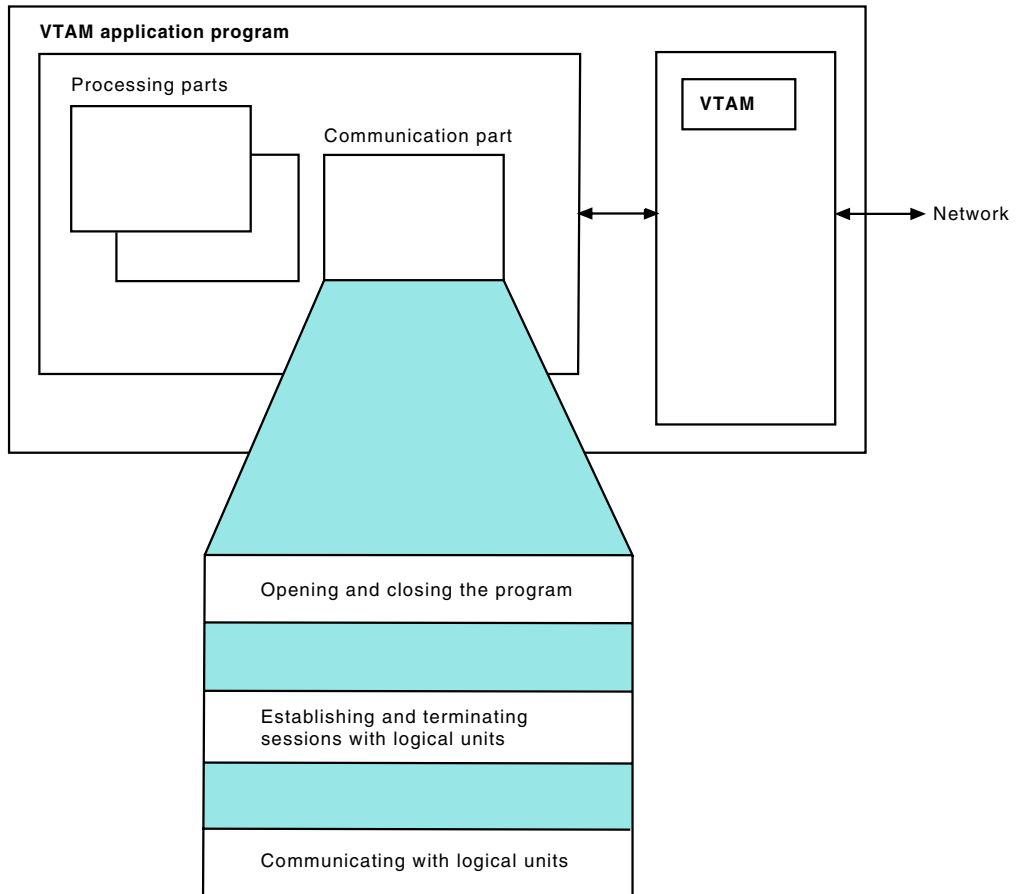 VTAM application program
Processing parts
VTAM
Communication part
Network
Opening and closing the program
Establishing and terminating
sessions with logical units
Communicating with logical units